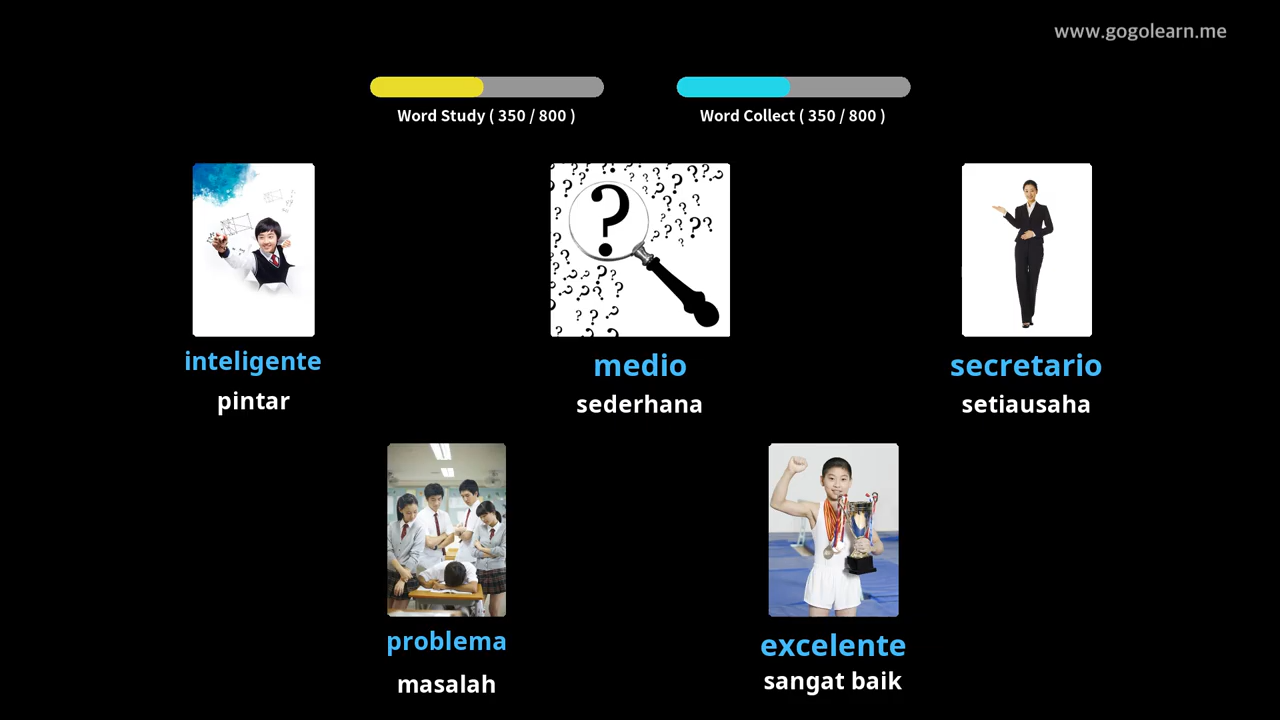 www.gogolearn.me
Word Study ( 350 / 800 )
Word Collect ( 350 / 800 )
inteligente
pintar
medio
sederhana
secretario
setiausaha
problema
masalah
excelente
sangat baik